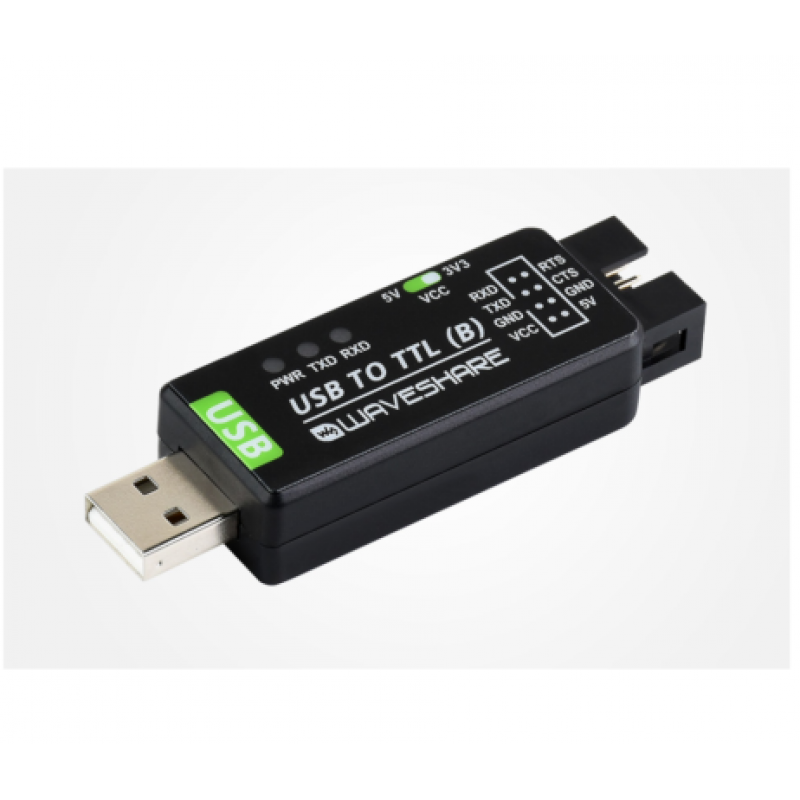 5V 3V3
VCC
PWR TXD RXD
USB TO TTL (B)
WAVESHARE
USB
RXD RTS
TXD CTS
GND GND
VCC 5V